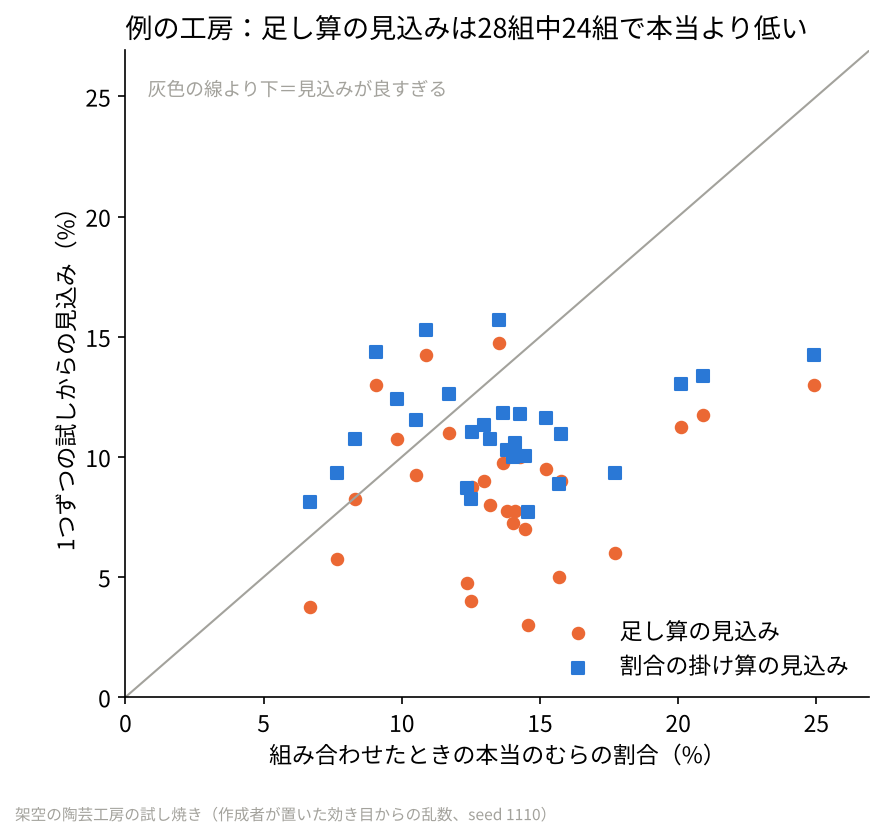 例の工房：足し算の見込みは28組中24組で本当より低い
灰色の線より下＝見込みが良すぎる
1つずつの試しからの見込み（%）
25
20
15
10
5
0
0
5
10
15
20
25
足し算の見込み
割合の掛け算の見込み
組み合わせたときの本当のむらの割合（%）
架空の陶芸工房の試し焼き（作成者が置いた効き目からの乱数、seed 1110）